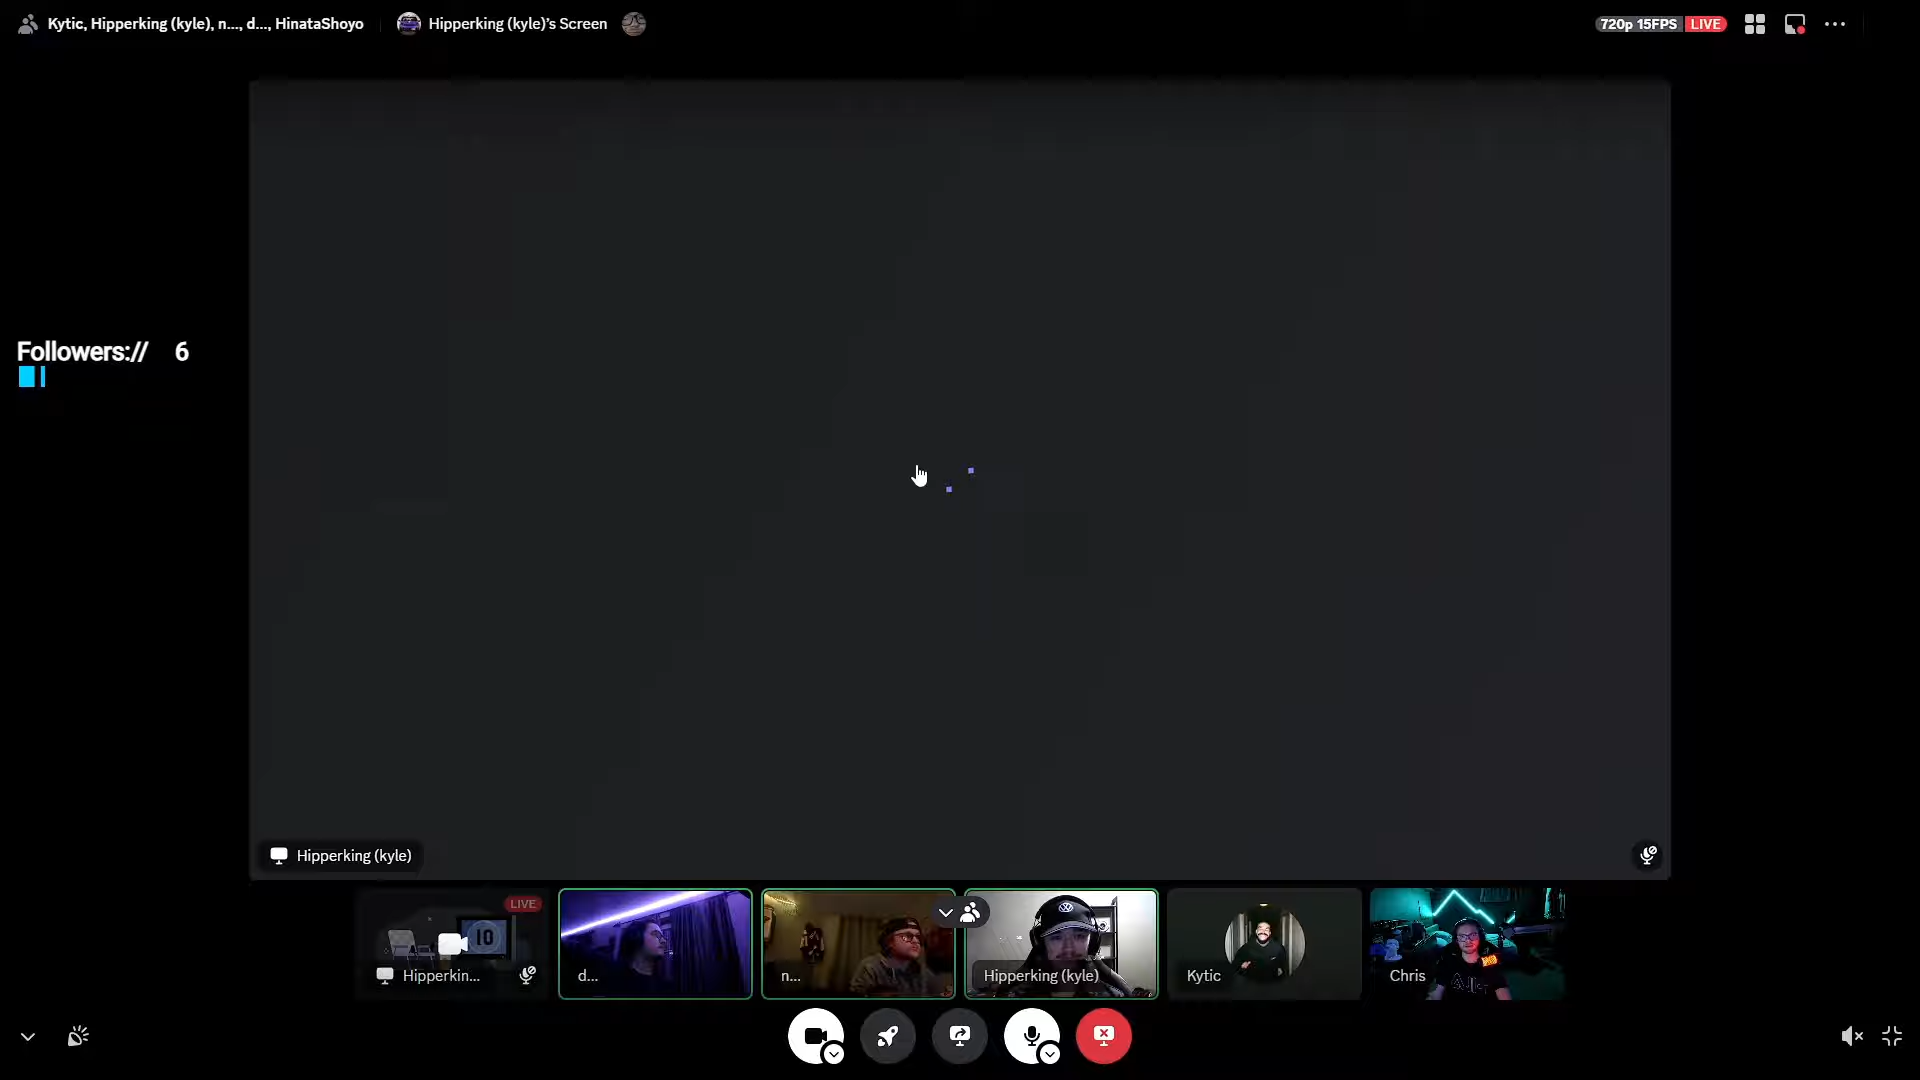 Kytic, Hipperking (kyle), n..., d..., HinataShoyo
Hipperking (kyle)'s Screen
720p 15FPS LIVE
Followers:// 6
Hipperking (kyle)
LIVE
10
Hipperkin...
d...
n...
Hipperking (kyle)
Kytic
Chris